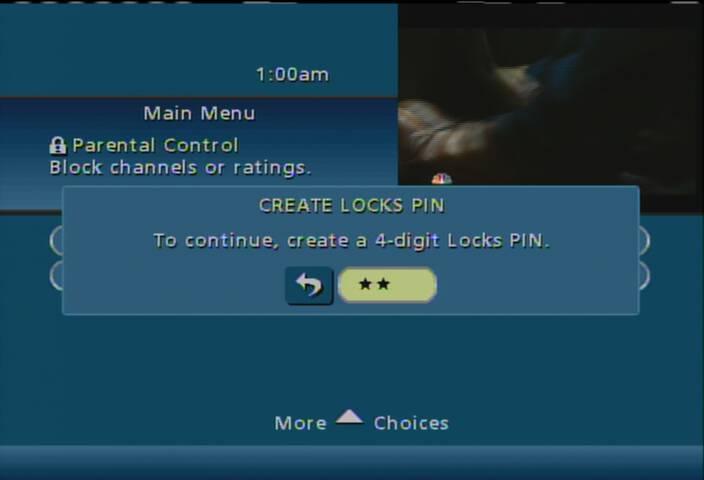 1:00am
Main Menu
Parental Control
Block channels or ratings.
CREATE LOCKS PIN
To continue, create a 4-digit Locks PIN.
★★
More Choices